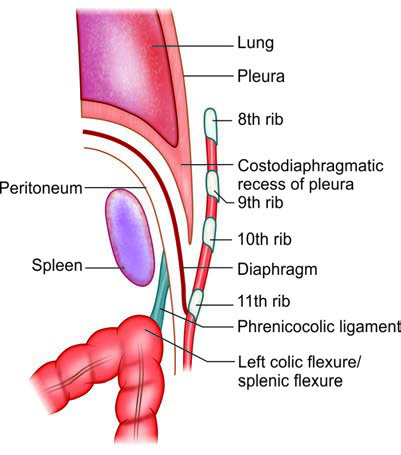 Lung
Pleura
8th rib
Costodiaphragmatic
recess of pleura
9th rib
Peritoneum
10th rib
Spleen
Diaphragm
11th rib
Phrenicocolic ligament
Left colic flexure/
splenic flexure